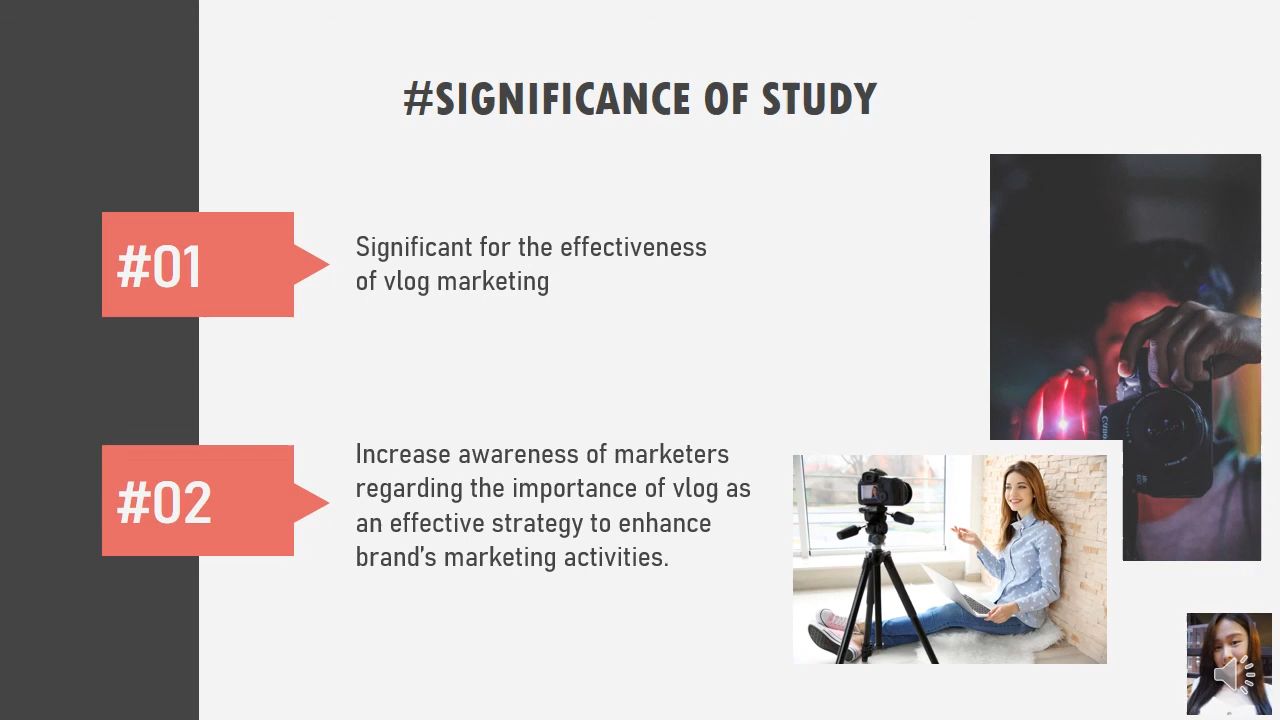 #SIGNIFICANCE OF STUDY
#01
Significant for the effectiveness
of vlog marketing
#02
Increase awareness of marketers
regarding the importance of vlog as
an effective strategy to enhance
brand's marketing activities.
Canon